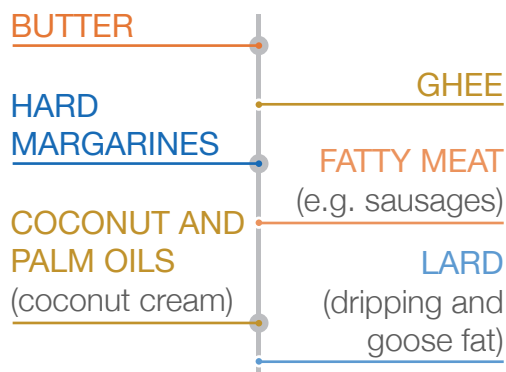 BUTTER
GHEE
HARD
MARGARINES
FATTY MEAT
(e.g. sausages)
COCONUT AND
PALM OILS
(coconut cream)
LARD
(dripping and
goose fat)